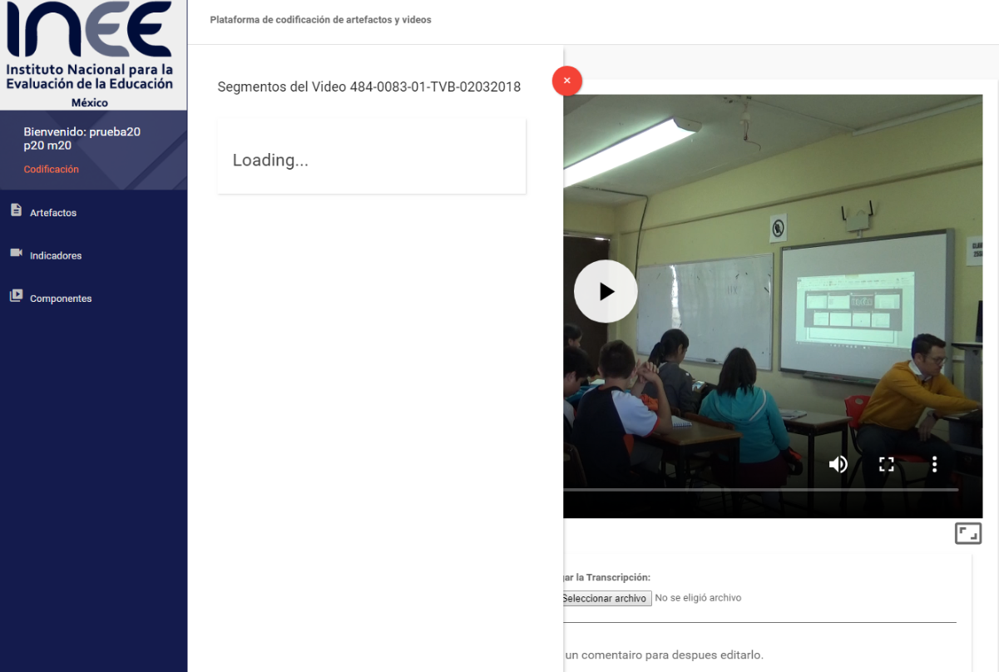 INEE
Instituto Nacional para la
Evaluación de la Educación
México
Bienvenido: prueba20
p20 m20
Codificación
Artefactos
Indicadores
Componentes
Plataforma de codificación de artefactos y videos
Segmentos del Video 484-0083-01-TVB-02032018
×
Loading...
gar la Transcripción:
Seleccionar archivo No se eligió archivo
un comentairo para despues editarlo.